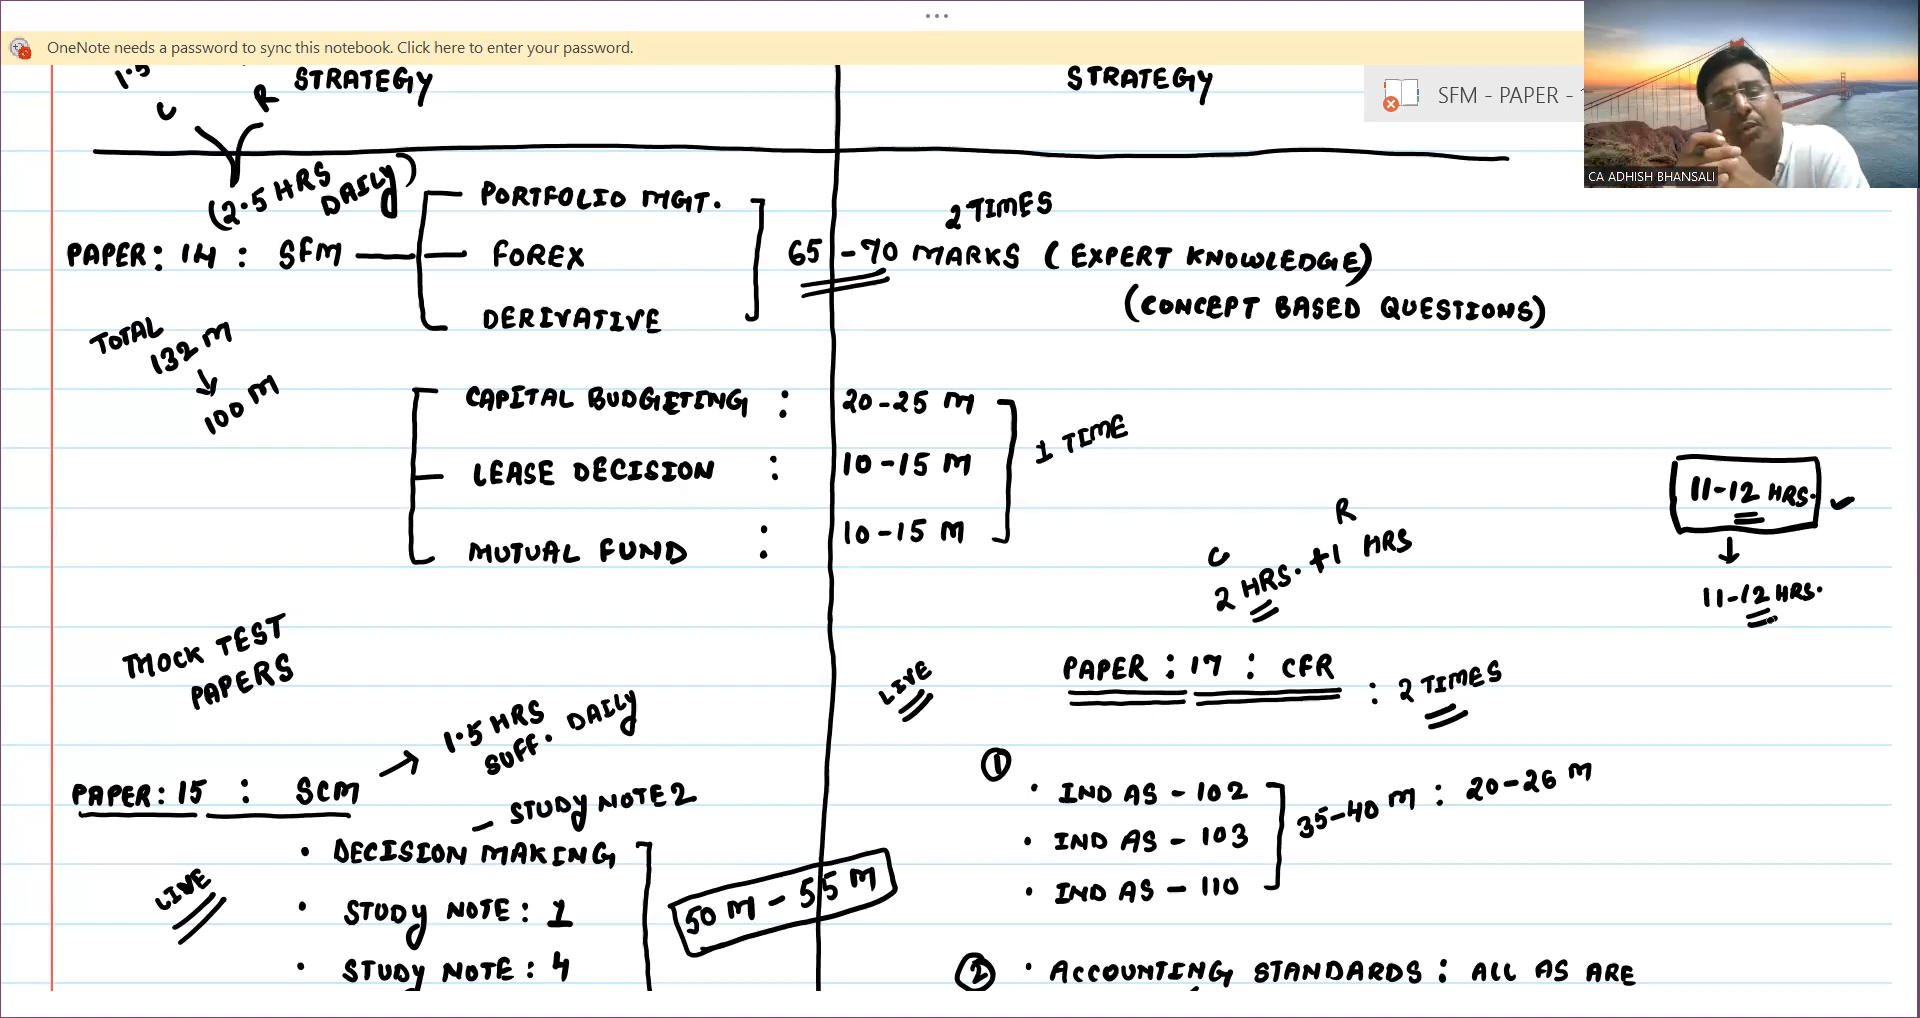 OneNote needs a password to sync this notebook. Click here to enter your password.
SFM - PAPER -
CA ADHISH BHANSALI
1.5
C R
STRATEGY
STRATEGY
(2.5 HRS DAILY)
PAPER: 14 : SFM
PORTFOLIO MGT.
FOREX
DERIVATIVE
2 TIMES
65-70 MARKS (EXPERT KNOWLEDGE)
(CONCEPT BASED QUESTIONS)
TOTAL
132 M
100 M
CAPITAL BUDGETING : 20-25 M
LEASE DECISION : 10-15 M
MUTUAL FUND : 10-15 M
1 TIME
11-12 HRS.
11-12 HRS.
C R
2 HRS. +1 HRS
MOCK TEST
PAPERS
LIVE
PAPER : 17 : CFR : 2 TIMES
1.5 HRS
SUFF. DAILY
PAPER: 15 : SCM
- STUDY NOTE 2
• DECISION MAKING
• STUDY NOTE: 1
• STUDY NOTE: 4
LIVE
50 M - 55 M
①
• IND AS - 102
• IND AS - 103
• IND AS - 110
35-40 M : 20-26 M
② • ACCOUNTING STANDARDS : ALL AS ARE